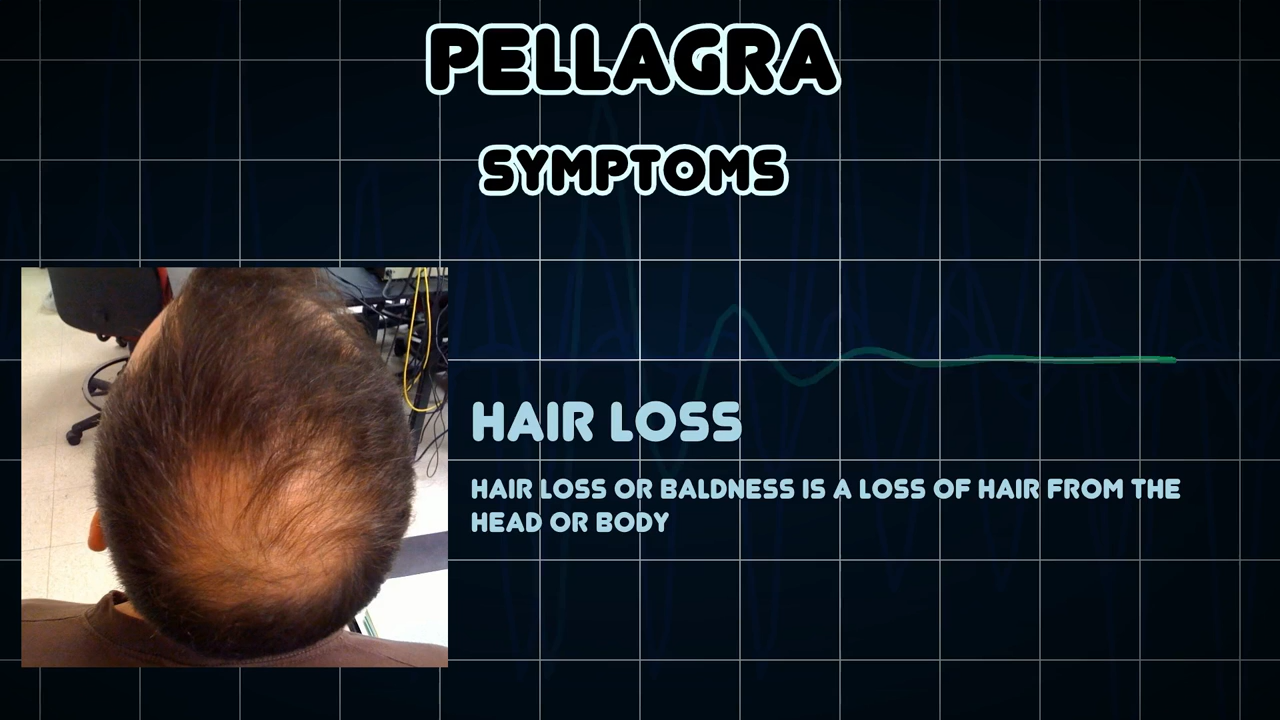 PELLAGRA
SYMPTOMS
HAIR LOSS
HAIR LOSS OR BALDNESS IS A LOSS OF HAIR FROM THE
HEAD OR BODY